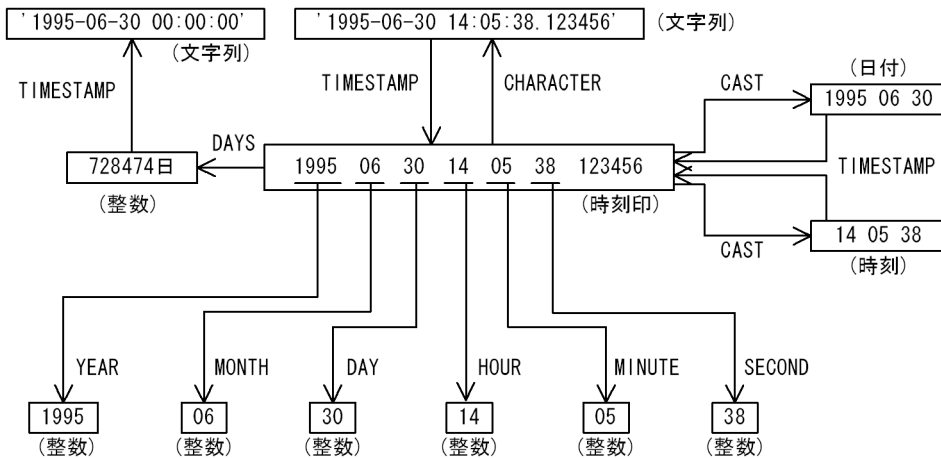 '1995-06-30 00:00:00'
(文字列)
'1995-06-30 14:05:38.123456'
(文字列)
TIMESTAMP
TIMESTAMP
CHARACTER
CAST
(日付)
1995 06 30
DAYS
728474日
(整数)
1995 06 30 14 05 38 123456
(時刻印)
TIMESTAMP
CAST
14 05 38
(時刻)
YEAR
MONTH
DAY
HOUR
MINUTE
SECOND
1995
06
30
14
05
38
(整数)
(整数)
(整数)
(整数)
(整数)
(整数)